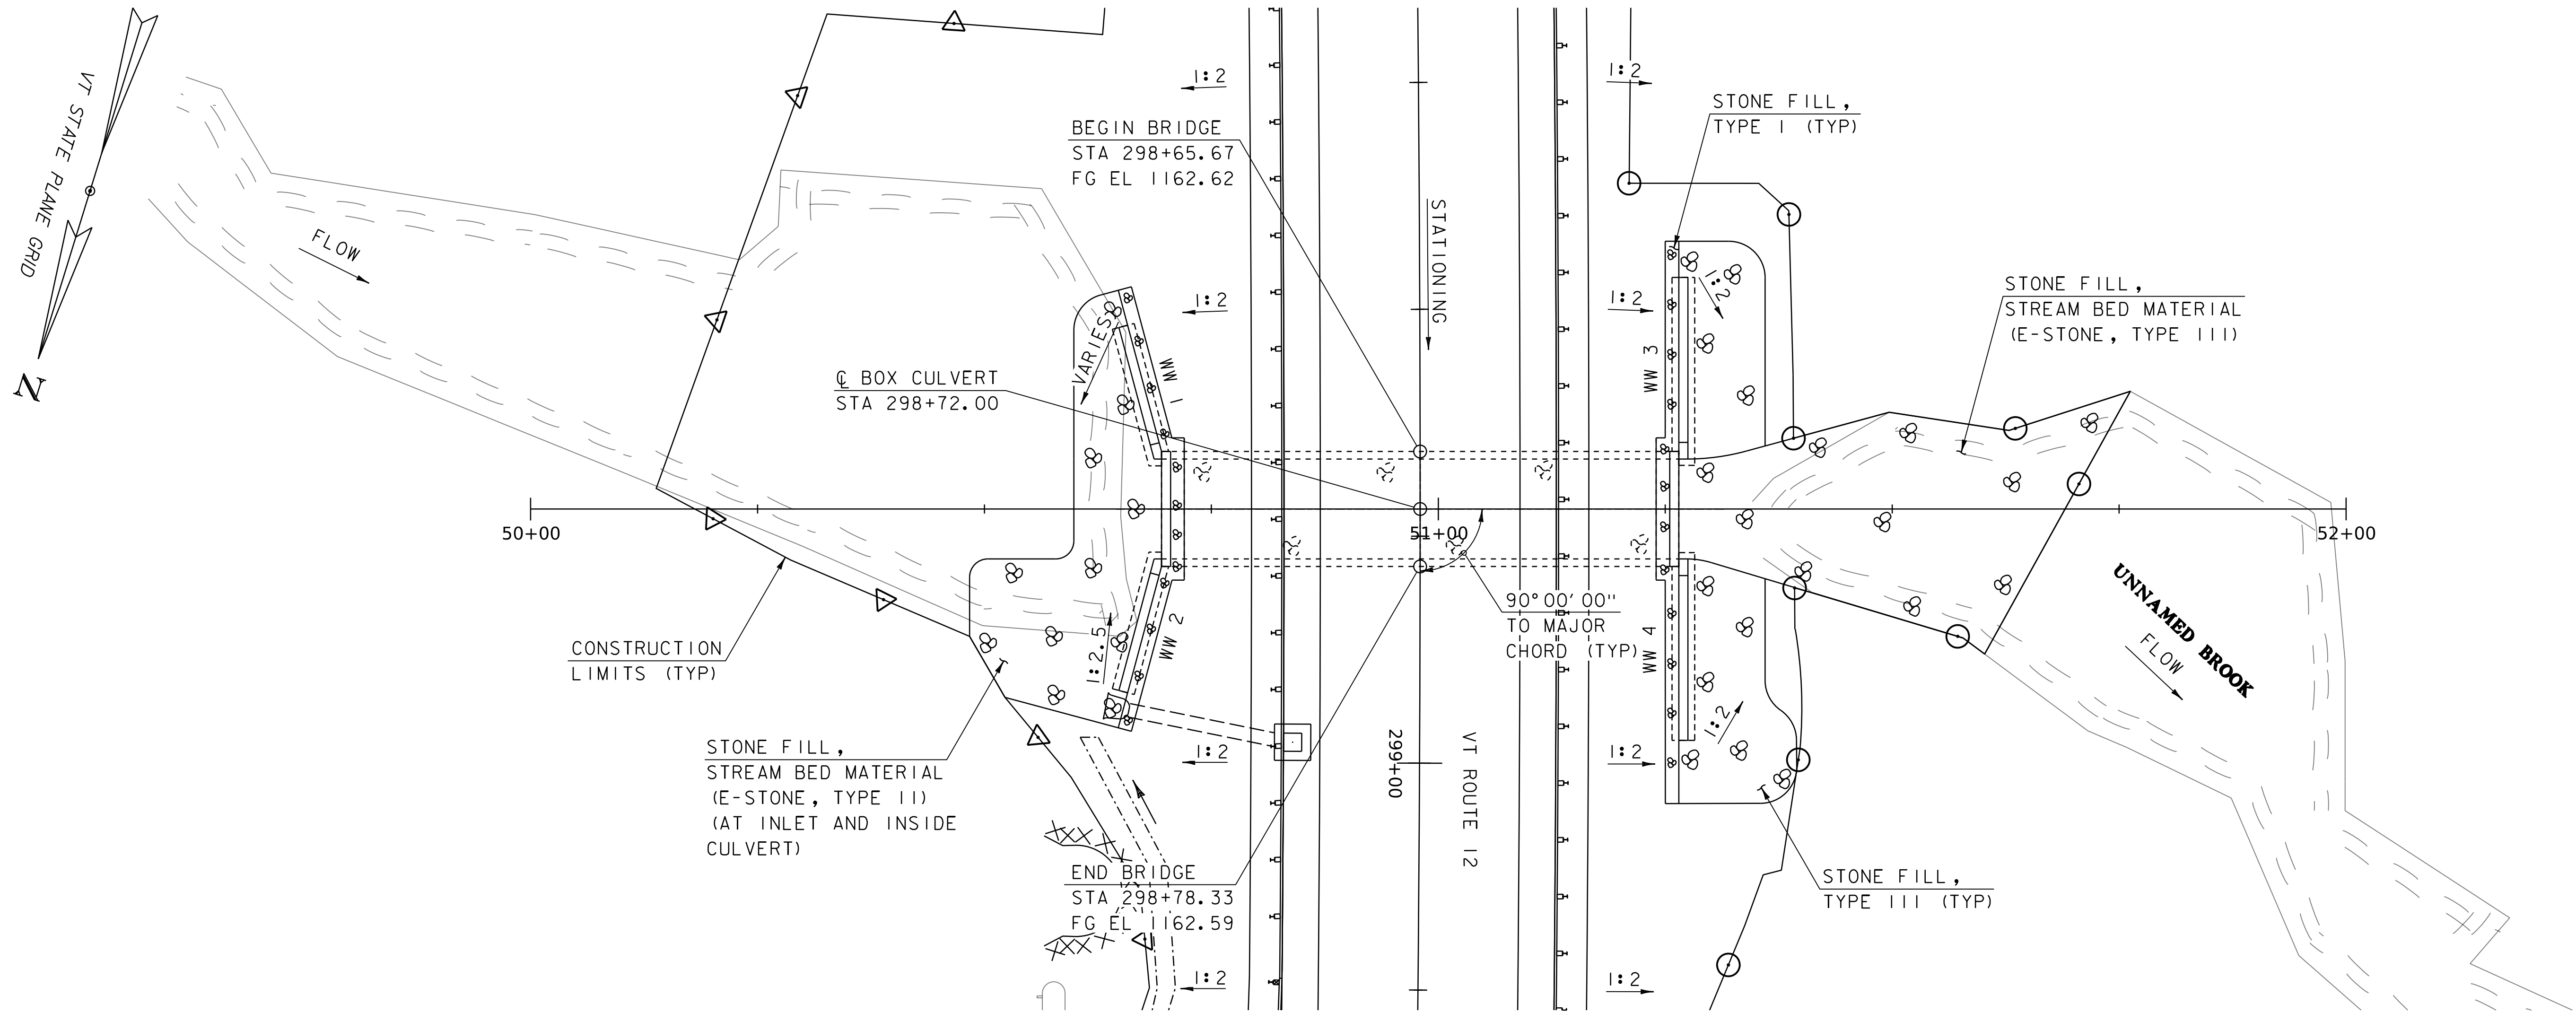 VT STATE PLANE GRID
N
FLOW
1:2
1:2
BEGIN BRIDGE
STA 298+65.67
FG EL 1162.62
STONE FILL,
TYPE I (TYP)
STATIONING
1:2
1:2
1:2
STONE FILL,
STREAM BED MATERIAL
(E-STONE, TYPE III)
VARIES
WW 1
WW 3
℄ BOX CULVERT
STA 298+72.00
50+00
51+00
52+00
90°00'00"
TO MAJOR
CHORD (TYP)
UNNAMED BROOK
FLOW
CONSTRUCTION
LIMITS (TYP)
1:2.5
WW 2
WW 4
1:2
STONE FILL,
STREAM BED MATERIAL
(E-STONE, TYPE II)
(AT INLET AND INSIDE
CULVERT)
1:2
1:2
299+00
VT ROUTE 12
END BRIDGE
STA 298+78.33
FG EL 1162.59
STONE FILL,
TYPE III (TYP)
1:2
1:2